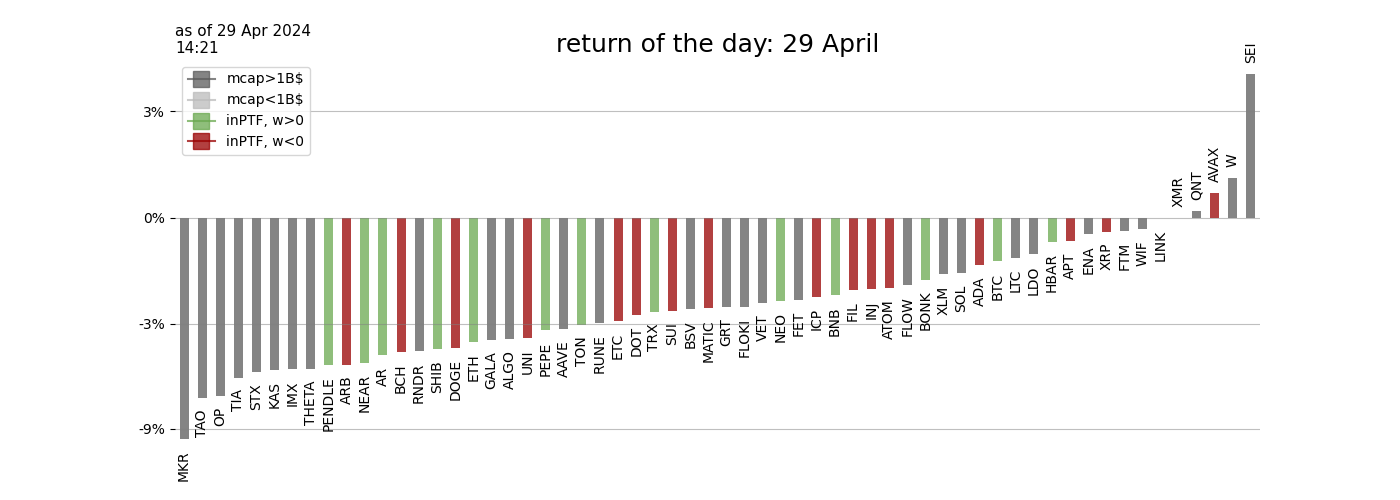 as of 29 Apr 2024
14:21
return of the day: 29 April
mcap>1B$
mcap<1B$
inPTF, w>0
inPTF, w<0
3%
0%
-3%
-9%
MKR
TAO
OP
TIA
STX
KAS
IMX
THETA
PENDLE
ARB
NEAR
AR
BCH
RNDR
SHIB
DOGE
ETH
GALA
ALGO
UNI
PEPE
AAVE
TON
RUNE
ETC
DOT
TRX
SUI
BSV
MATIC
GRT
FLOKI
VET
NEO
FET
ICP
BNB
FIL
INJ
ATOM
FLOW
BONK
XLM
SOL
ADA
BTC
LTC
LDO
HBAR
APT
ENA
XRP
FTM
WIF
LINK
XMR
QNT
AVAX
W
SEI